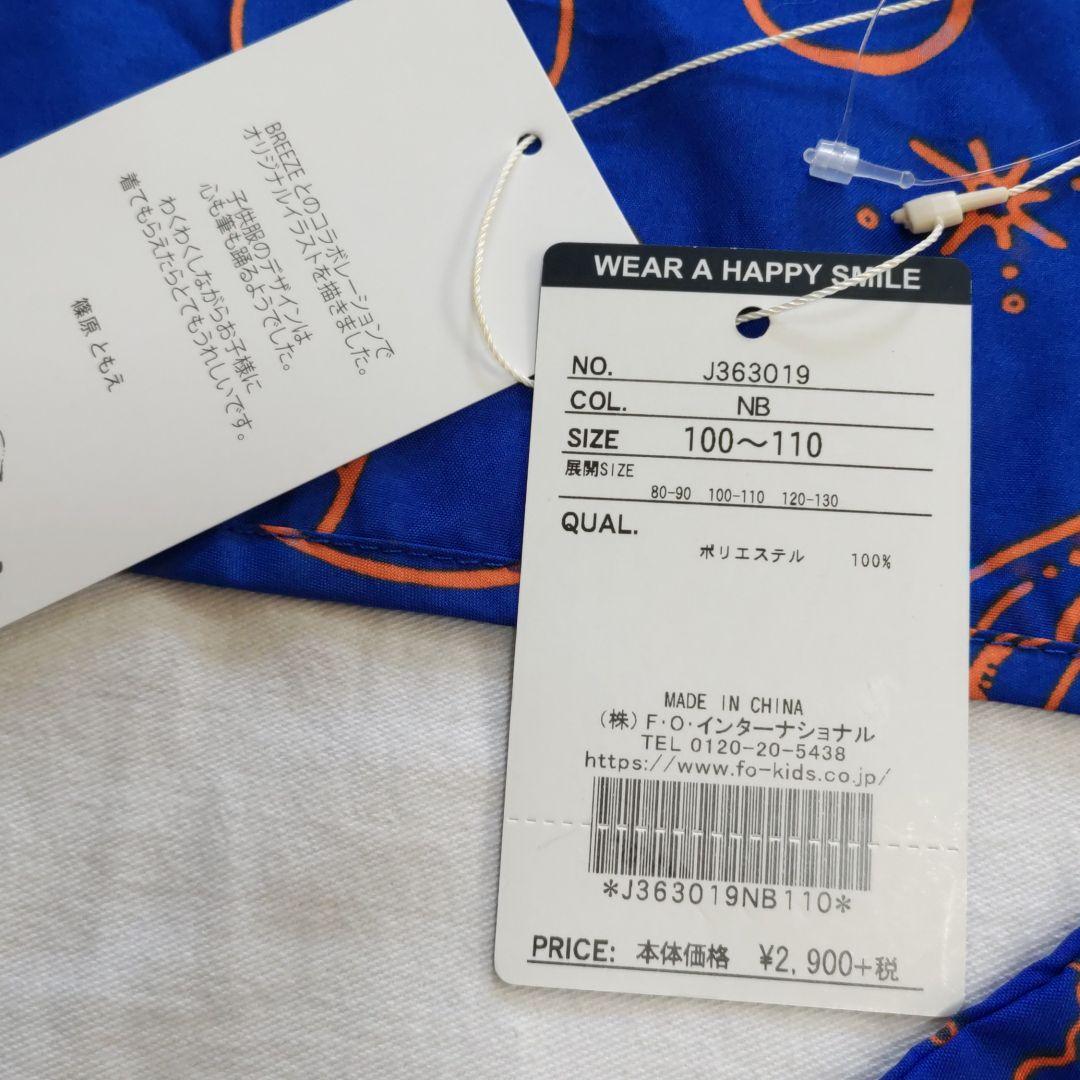 BREEZE とのコラボレーションで
オリジナルイラストを描きました。
子供服のデザインは
心も筆も踊るようでした。
わくわくしながらお子様に
着てもらえたらとてもうれしいです。
篠原 ともえ
WEAR A HAPPY SMILE
NO. J363019
COL. NB
SIZE 100～110
展開SIZE
80-90 100-110 120-130
QUAL.
ポリエステル 100%
MADE IN CHINA
(株) F・O・インターナショナル
TEL 0120-20-5438
https://www.fo-kids.co.jp/
*J363019NB110*
PRICE: 本体価格 ¥2,900+税